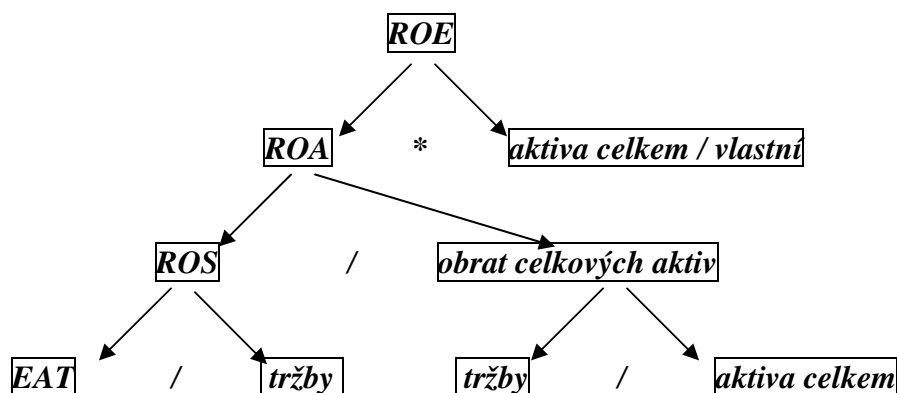 ROE
ROA * aktiva celkem / vlastní
ROS / obrat celkových aktiv
EAT / tržby tržby / aktiva celkem